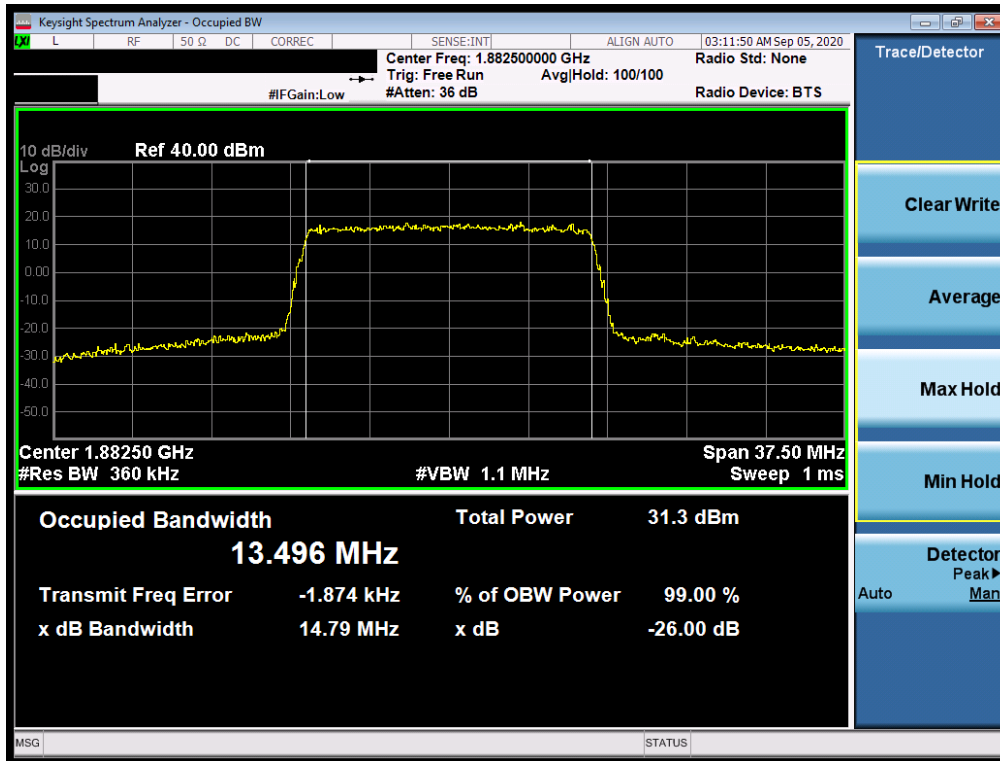 Keysight Spectrum Analyzer - Occupied BW
LXI L RF 50 Ω DC CORREC SENSE:INT ALIGN AUTO 03:11:50 AM Sep 05, 2020
Center Freq: 1.882500000 GHz Radio Std: None
Trig: Free Run Avg|Hold: 100/100
#IFGain:Low #Atten: 36 dB Radio Device: BTS
10 dB/div Ref 40.00 dBm
Log
30.0
20.0
10.0
0.00
-10.0
-20.0
-30.0
-40.0
-50.0
Center 1.88250 GHz Span 37.50 MHz
#Res BW 360 kHz #VBW 1.1 MHz Sweep 1 ms
Occupied Bandwidth Total Power 31.3 dBm
13.496 MHz
Transmit Freq Error -1.874 kHz % of OBW Power 99.00 %
x dB Bandwidth 14.79 MHz x dB -26.00 dB
MSG STATUS
Trace/Detector
Clear Write
Average
Max Hold
Min Hold
Detector
Peak▶
Auto Man